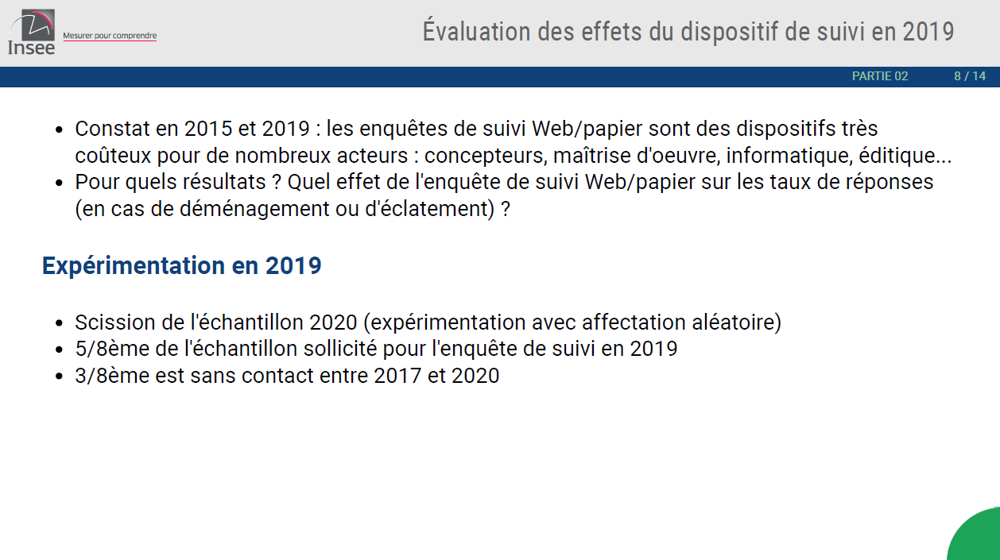 Insee
Mesurer pour comprendre
Évaluation des effets du dispositif de suivi en 2019
PARTIE 02
8 / 14
• Constat en 2015 et 2019 : les enquêtes de suivi Web/papier sont des dispositifs très
coûteux pour de nombreux acteurs : concepteurs, maîtrise d'oeuvre, informatique, éditique...
• Pour quels résultats ? Quel effet de l'enquête de suivi Web/papier sur les taux de réponses
(en cas de déménagement ou d'éclatement) ?
Expérimentation en 2019
• Scission de l'échantillon 2020 (expérimentation avec affectation aléatoire)
• 5/8ème de l'échantillon sollicité pour l'enquête de suivi en 2019
• 3/8ème est sans contact entre 2017 et 2020